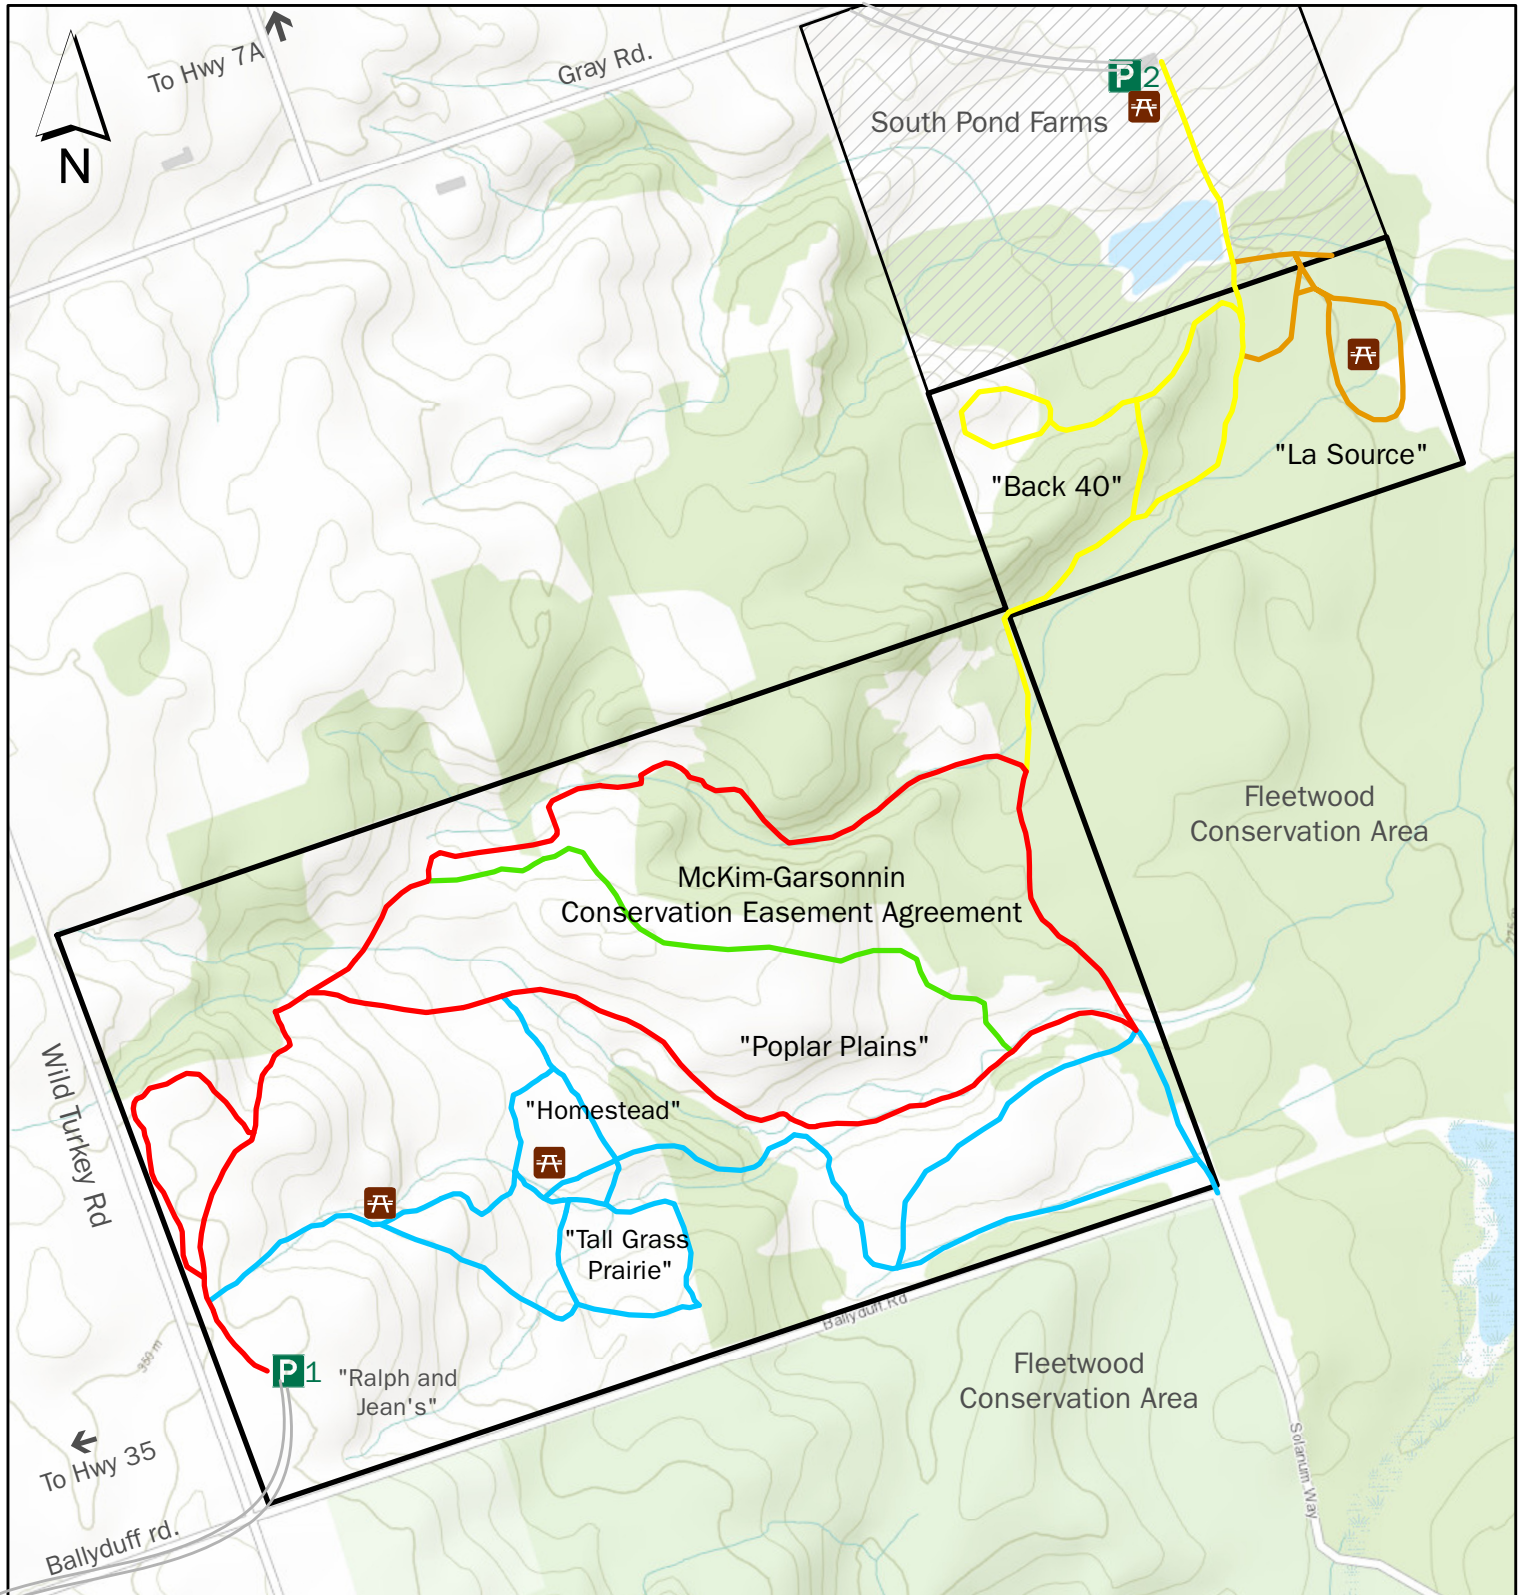 To Hwy 7A
Gray Rd.
N
P 2
South Pond Farms
"La Source"
"Back 40"
Fleetwood
Conservation Area
McKim-Garsonnin
Conservation Easement Agreement
"Poplar Plains"
Wild Turkey Rd
"Homestead"
"Tall Grass
Prairie"
Ballyduff Rd
350 m
P 1
"Ralph and
Jean's"
Fleetwood
Conservation Area
To Hwy 35
Solanum Way
Ballyduff rd.